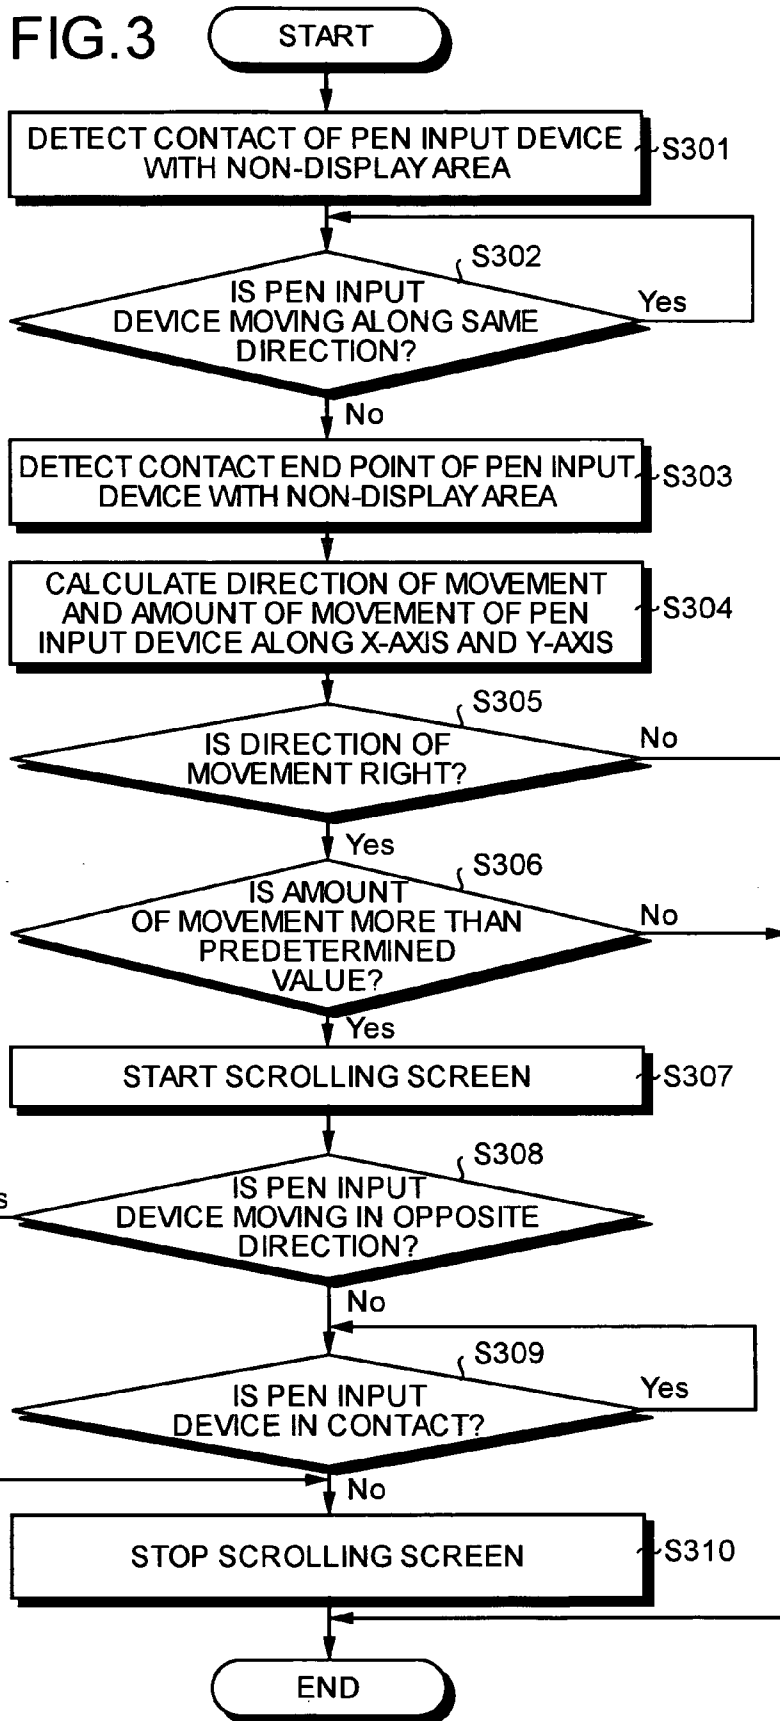 FIG.3
START
DETECT CONTACT OF PEN INPUT DEVICE
WITH NON-DISPLAY AREA
S301
S302
IS PEN INPUT
DEVICE MOVING ALONG SAME
DIRECTION?
Yes
No
DETECT CONTACT END POINT OF PEN INPUT
DEVICE WITH NON-DISPLAY AREA
S303
CALCULATE DIRECTION OF MOVEMENT
AND AMOUNT OF MOVEMENT OF PEN
INPUT DEVICE ALONG X-AXIS AND Y-AXIS
S304
S305
IS DIRECTION OF
MOVEMENT RIGHT?
No
Yes
S306
IS AMOUNT
OF MOVEMENT MORE THAN
PREDETERMINED
VALUE?
No
Yes
START SCROLLING SCREEN
S307
S308
IS PEN INPUT
DEVICE MOVING IN OPPOSITE
DIRECTION?
No
S309
IS PEN INPUT
DEVICE IN CONTACT?
Yes
No
STOP SCROLLING SCREEN
S310
END